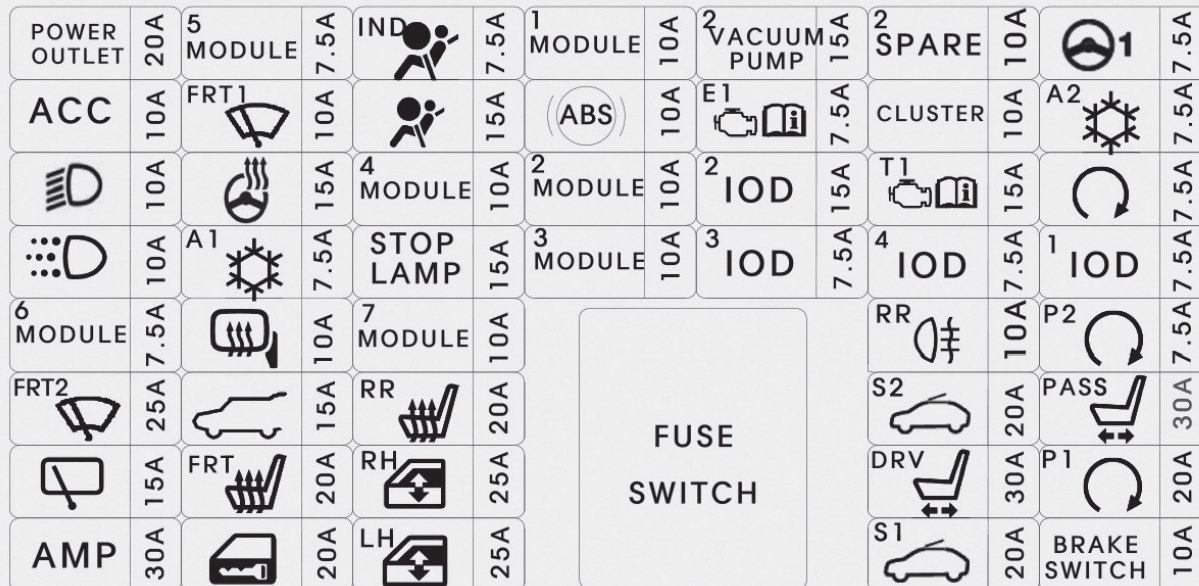 POWER
OUTLET
20A
5
MODULE
7.5A
IND
7.5A
1
MODULE
10A
2
VACUUM
PUMP
15A
2
SPARE
10A
1
7.5A
ACC
10A
FRT1
10A
15A
ABS
10A
E1
i
7.5A
CLUSTER
10A
A2
7.5A
10A
15A
4
MODULE
10A
2
MODULE
10A
2
IOD
15A
T1
i
15A
7.5A
10A
A1
7.5A
STOP
LAMP
15A
3
MODULE
10A
3
IOD
7.5A
4
IOD
7.5A
1
IOD
7.5A
6
MODULE
7.5A
10A
7
MODULE
10A
RR
10A
P2
7.5A
FRT2
25A
15A
RR
20A
FUSE
SWITCH
S2
20A
PASS
30A
15A
FRT
20A
RH
25A
DRV
30A
P1
20A
AMP
30A
20A
LH
25A
S1
20A
BRAKE
SWITCH
10A